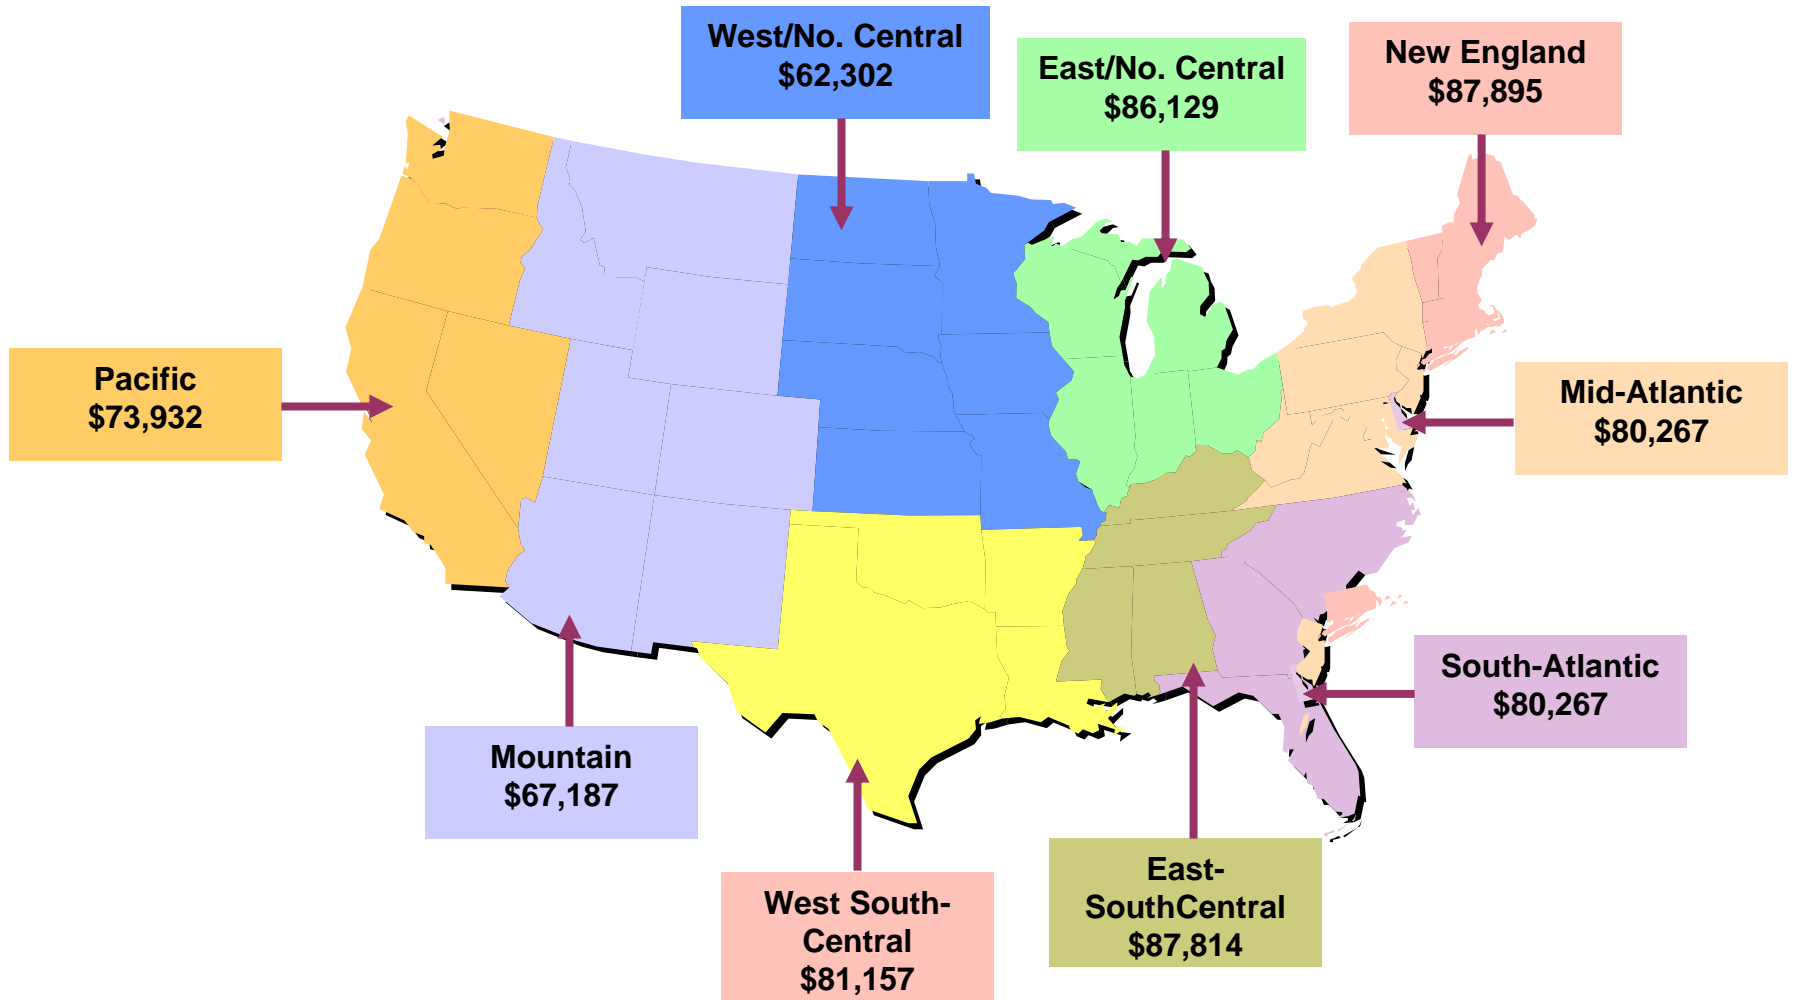 West/No. Central
$62,302
East/No. Central
$86,129
New England
$87,895
Pacific
$73,932
Mid-Atlantic
$80,267
South-Atlantic
$80,267
Mountain
$67,187
West South-
Central
$81,157
East-
SouthCentral
$87,814